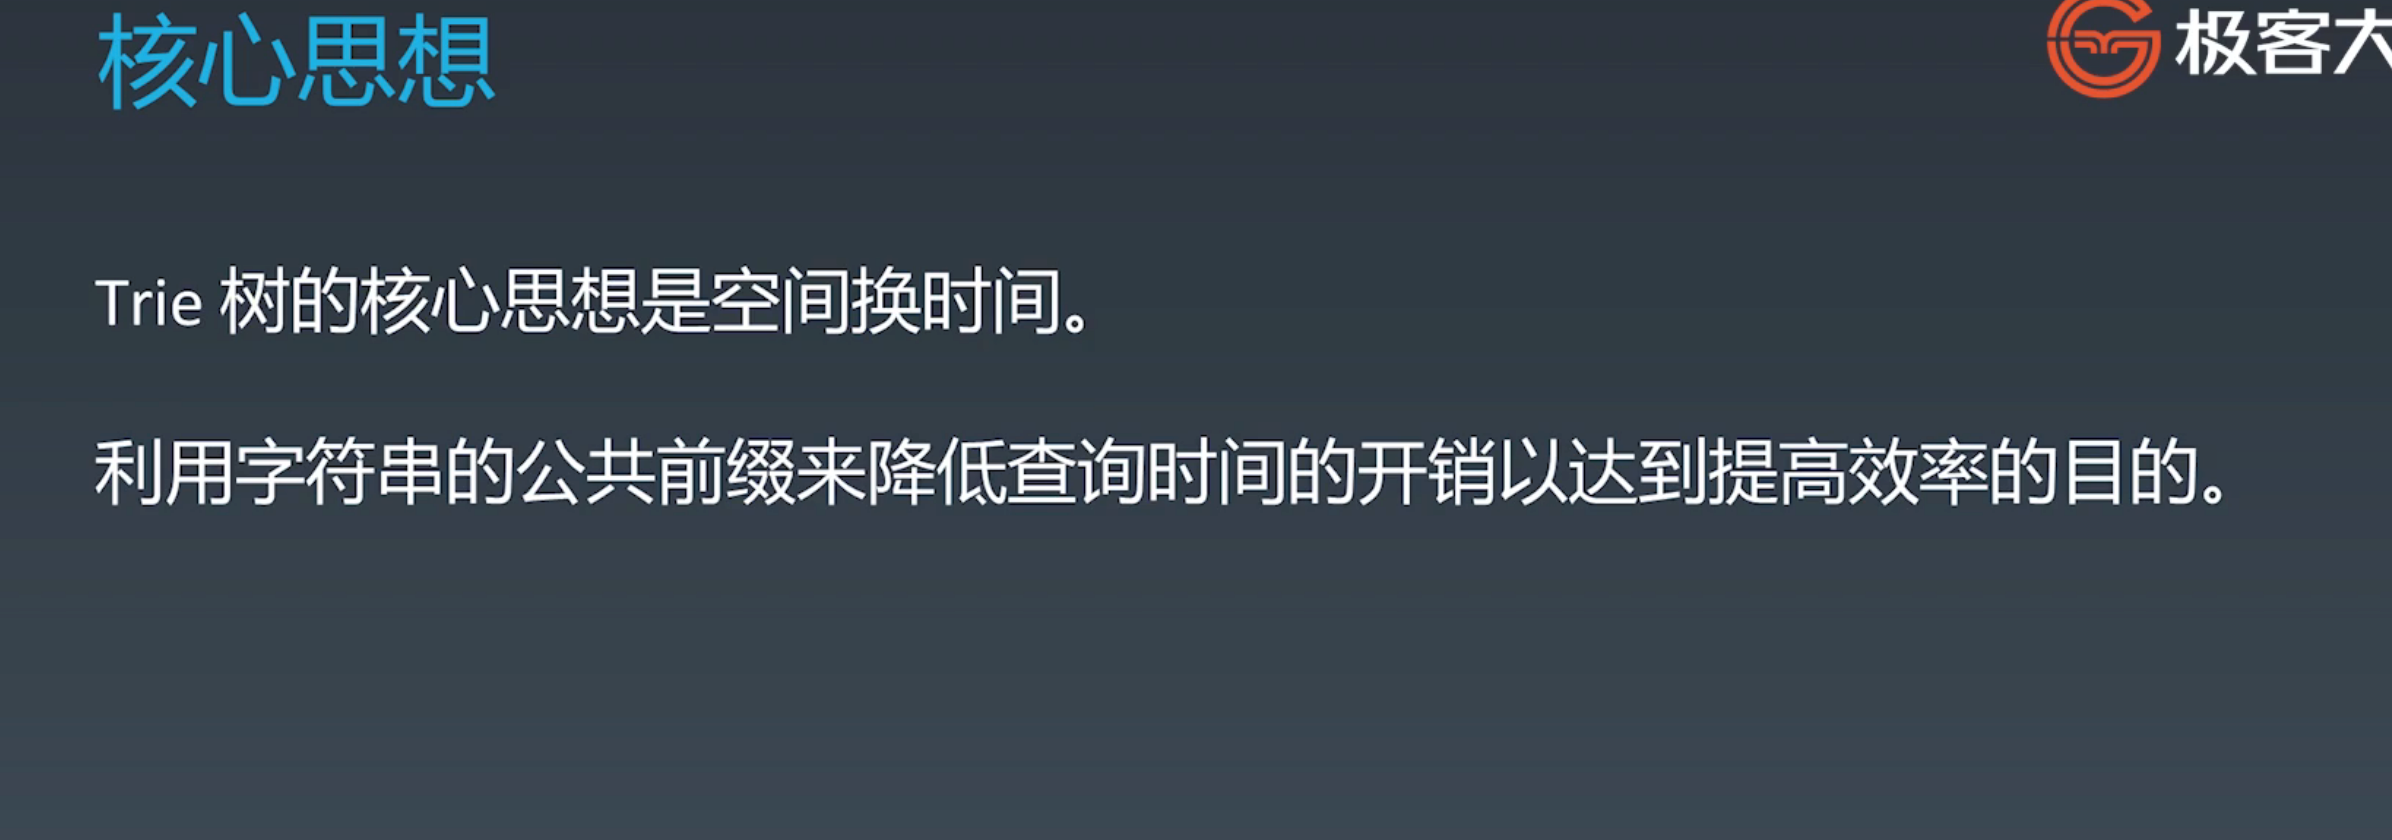 核心思想
极客大
Trie 树的核心思想是空间换时间。
利用字符串的公共前缀来降低查询时间的开销以达到提高效率的目的。